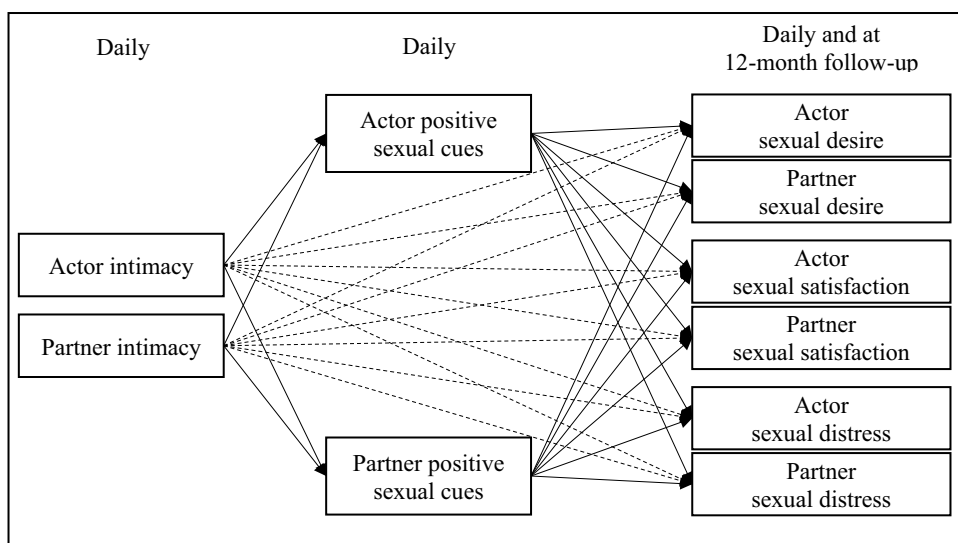 Daily
Daily
Daily and at
12-month follow-up
Actor intimacy
Partner intimacy
Actor positive
sexual cues
Partner positive
sexual cues
Actor
sexual desire
Partner
sexual desire
Actor
sexual satisfaction
Partner
sexual satisfaction
Actor
sexual distress
Partner
sexual distress